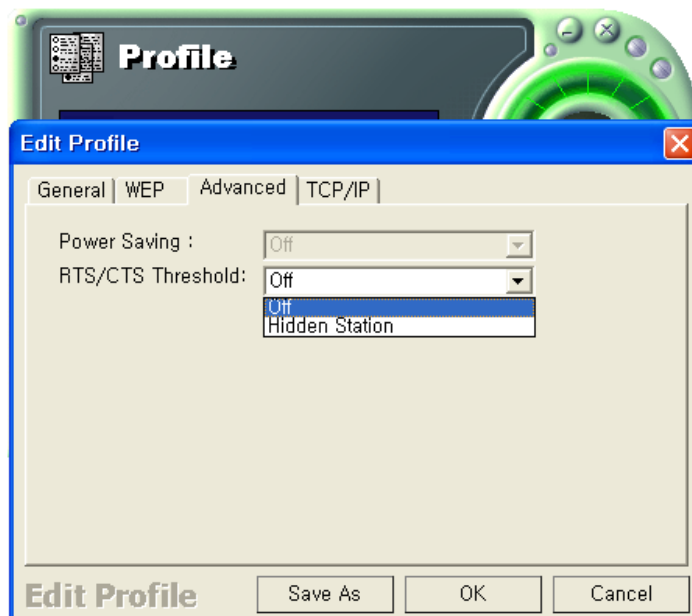 Profile
Edit Profile
General WEP Advanced TCP/IP
Power Saving : Off
RTS/CTS Threshold: Off
Off
Hidden Station
Edit Profile Save As OK Cancel